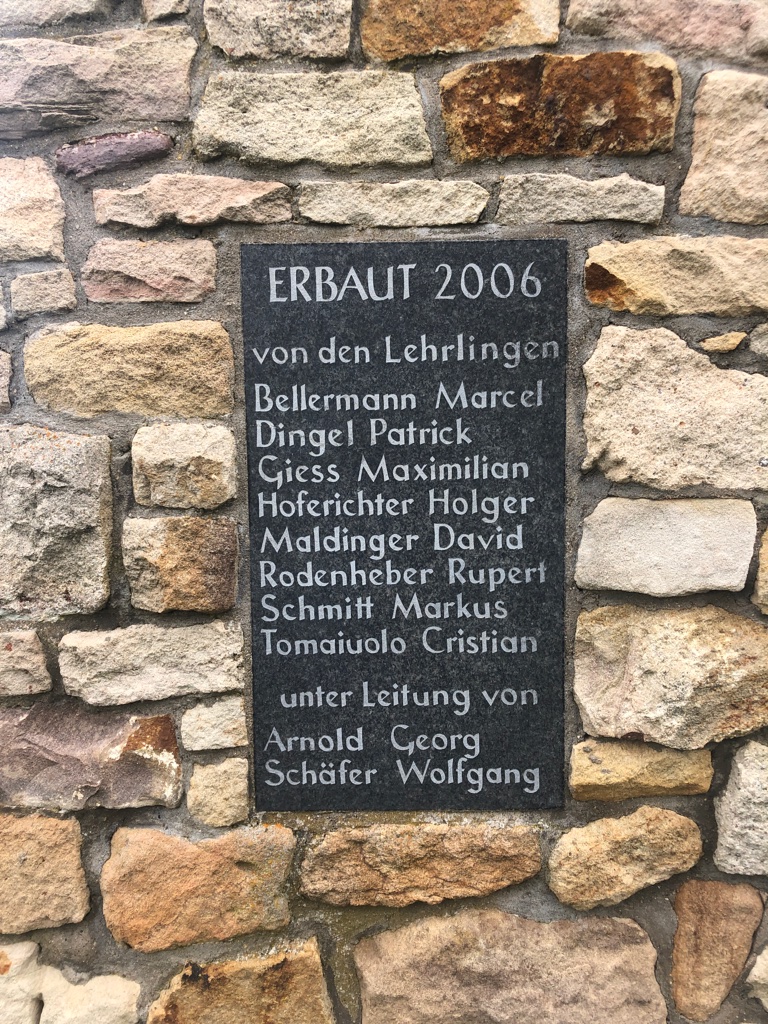 ERBAUT 2006
von den Lehrlingen
Bellermann Marcel
Dingel Patrick
Giess Maximilian
Hoferichter Holger
Maldinger David
Rodenheber Rupert
Schmitt Markus
Tomaiuolo Cristian
unter Leitung von
Arnold Georg
Schäfer Wolfgang